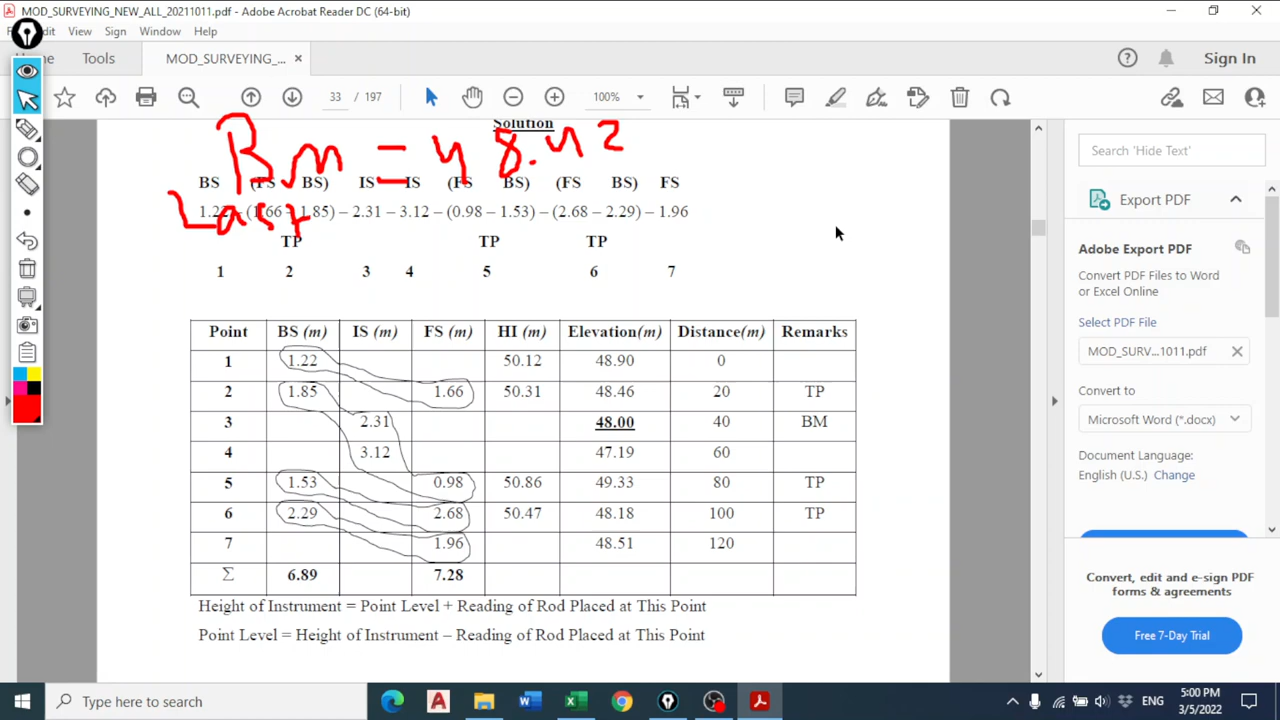 MOD_SURVEYING_NEW_ALL_20211011.pdf - Adobe Acrobat Reader DC (64-bit)
View Sign Window Help
Tools MOD_SURVEYING_... × Sign In
33 / 197 100%
Solution
Bm = 48.42
BS (FS BS) IS IS (FS BS) (FS BS) FS
Last
1.22 – (1.66 – 1.85) – 2.31 – 3.12 – (0.98 – 1.53) – (2.68 – 2.29) – 1.96
TP TP TP
1 2 3 4 5 6 7
Point BS (m) IS (m) FS (m) HI (m) Elevation(m) Distance(m) Remarks
1 1.22 50.12 48.90 0
2 1.85 1.66 50.31 48.46 20 TP
3 2.31 48.00 40 BM
4 3.12 47.19 60
5 1.53 0.98 50.86 49.33 80 TP
6 2.29 2.68 50.47 48.18 100 TP
7 1.96 48.51 120
Σ 6.89 7.28
Height of Instrument = Point Level + Reading of Rod Placed at This Point
Point Level = Height of Instrument – Reading of Rod Placed at This Point
Search 'Hide Text'
Export PDF
Adobe Export PDF
Convert PDF Files to Word
or Excel Online
Select PDF File
MOD_SURV...1011.pdf ×
Convert to
Microsoft Word (*.docx)
Document Language:
English (U.S.) Change
Convert, edit and e-sign PDF
forms & agreements
Free 7-Day Trial
Type here to search
ENG
5:00 PM
3/5/2022